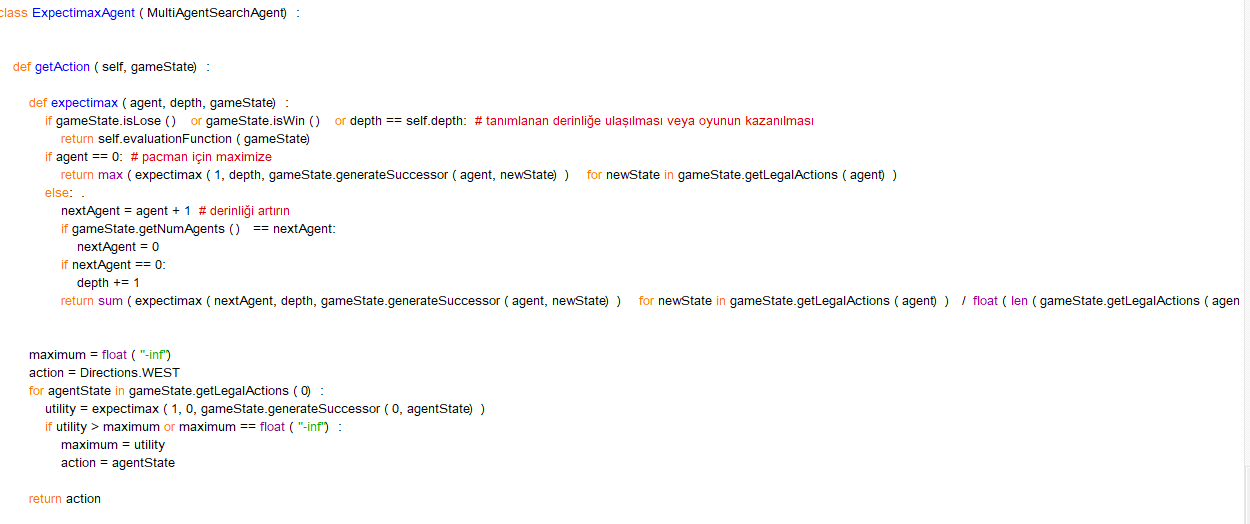 class ExpectimaxAgent ( MultiAgentSearchAgent) :
def getAction ( self, gameState) :
def expectimax ( agent, depth, gameState) :
if gameState.isLose () or gameState.isWin () or depth == self.depth: # tanımlanan derinliğe ulaşılması veya oyunun kazanılması
return self.evaluationFunction ( gameState)
if agent == 0: # pacman için maximize
return max ( expectimax ( 1, depth, gameState.generateSuccessor ( agent, newState) ) for newState in gameState.getLegalActions ( agent) )
else: .
nextAgent = agent + 1 # derinliği artırın
if gameState.getNumAgents () == nextAgent:
nextAgent = 0
if nextAgent == 0:
depth += 1
return sum ( expectimax ( nextAgent, depth, gameState.generateSuccessor ( agent, newState) ) for newState in gameState.getLegalActions ( agent) ) / float ( len ( gameState.getLegalActions ( agen
maximum = float ( "-inf")
action = Directions.WEST
for agentState in gameState.getLegalActions ( 0) :
utility = expectimax ( 1, 0, gameState.generateSuccessor ( 0, agentState) )
if utility > maximum or maximum == float ( "-inf") :
maximum = utility
action = agentState
return action